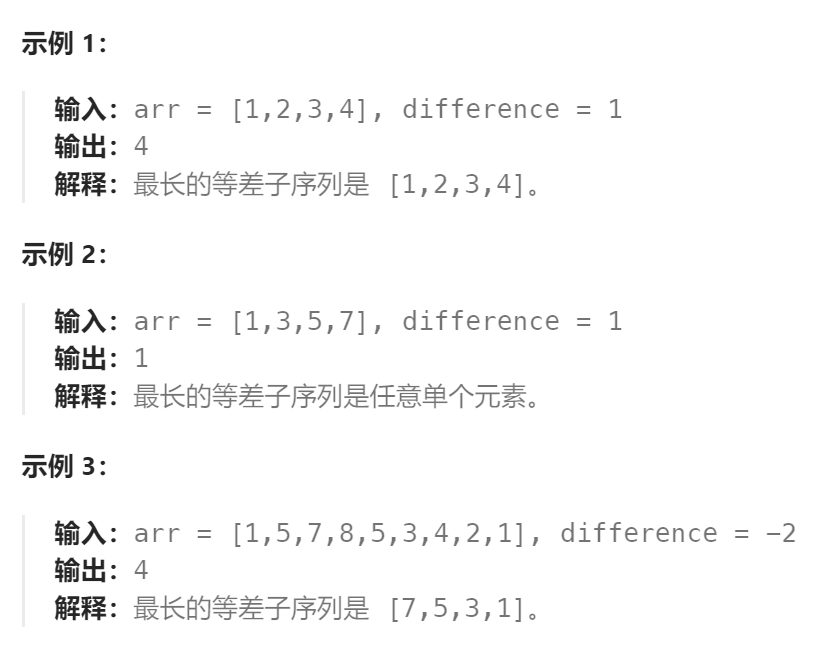 示例 1：
输入：arr = [1,2,3,4], difference = 1
输出：4
解释：最长的等差子序列是 [1,2,3,4]。
示例 2：
输入：arr = [1,3,5,7], difference = 1
输出：1
解释：最长的等差子序列是任意单个元素。
示例 3：
输入：arr = [1,5,7,8,5,3,4,2,1], difference = -2
输出：4
解释：最长的等差子序列是 [7,5,3,1]。